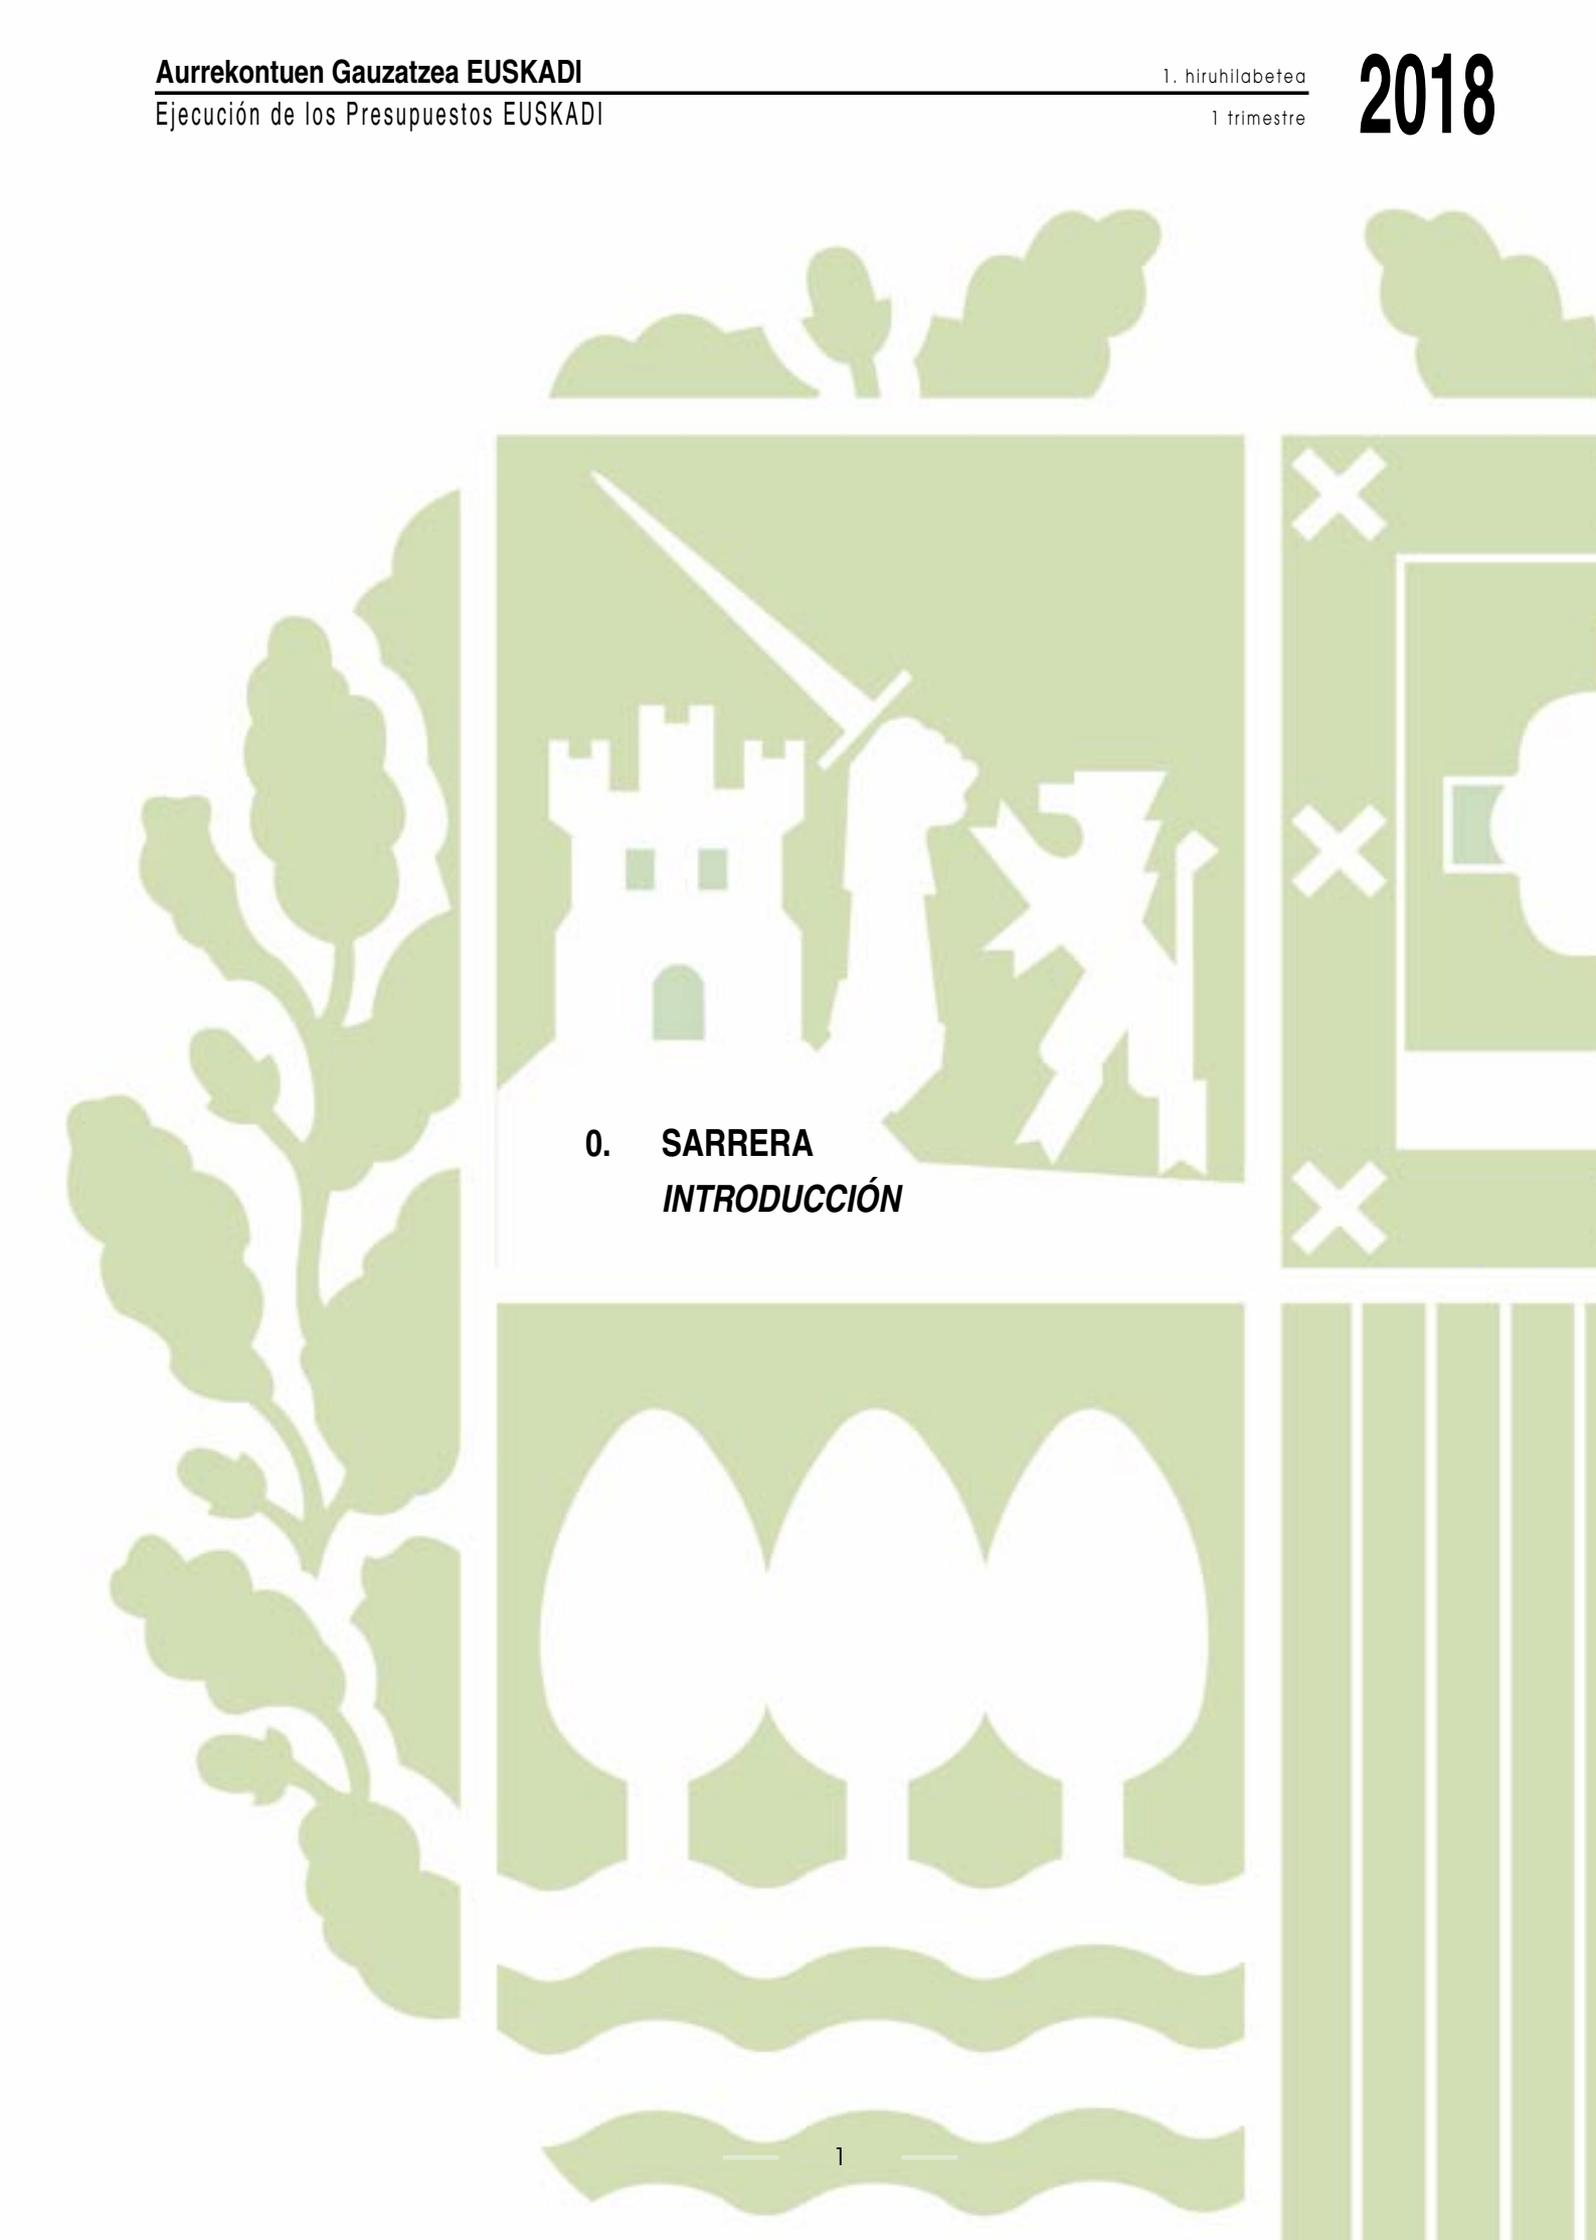 Aurrekontuen Gauzatzea EUSKADI
1. hiruhilabetea
2018
Ejecución de los Presupuestos EUSKADI
1 trimestre
0. SARRERA
INTRODUCCIÓN
1